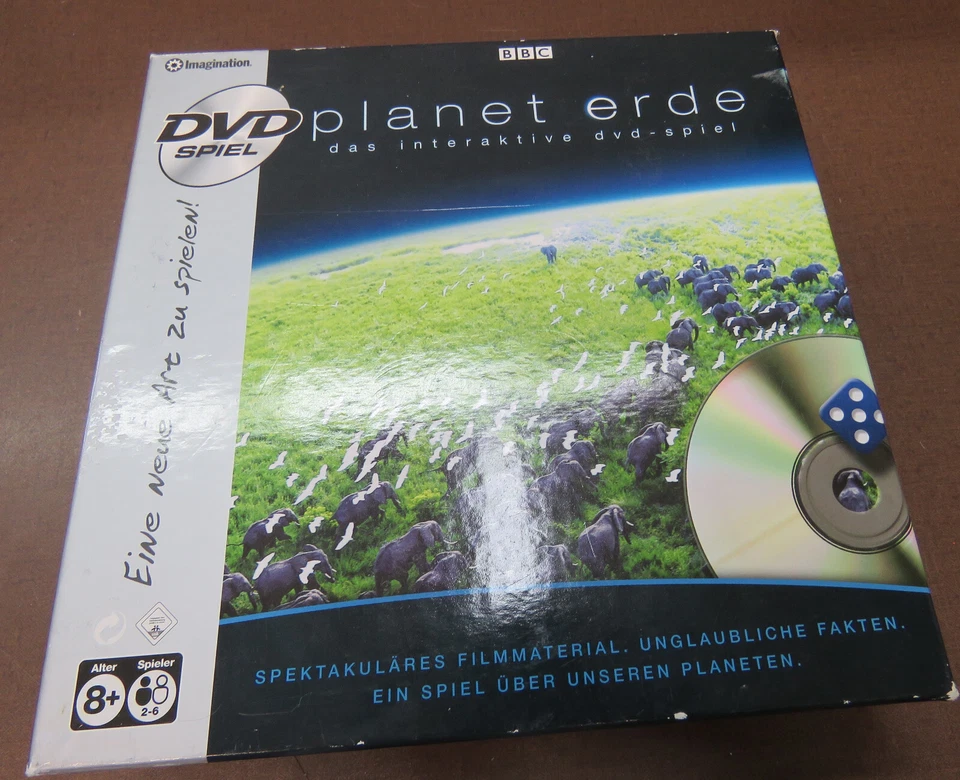 Imagination.
BBC
DVD
SPIEL
planet erde
das interaktive dvd-spiel
Eine neue Art zu spielen!
SPEKTAKULÄRES FILMMATERIAL. UNGLAUBLICHE FAKTEN.
EIN SPIEL ÜBER UNSEREN PLANETEN.
Alter
8+
Spieler
2-6